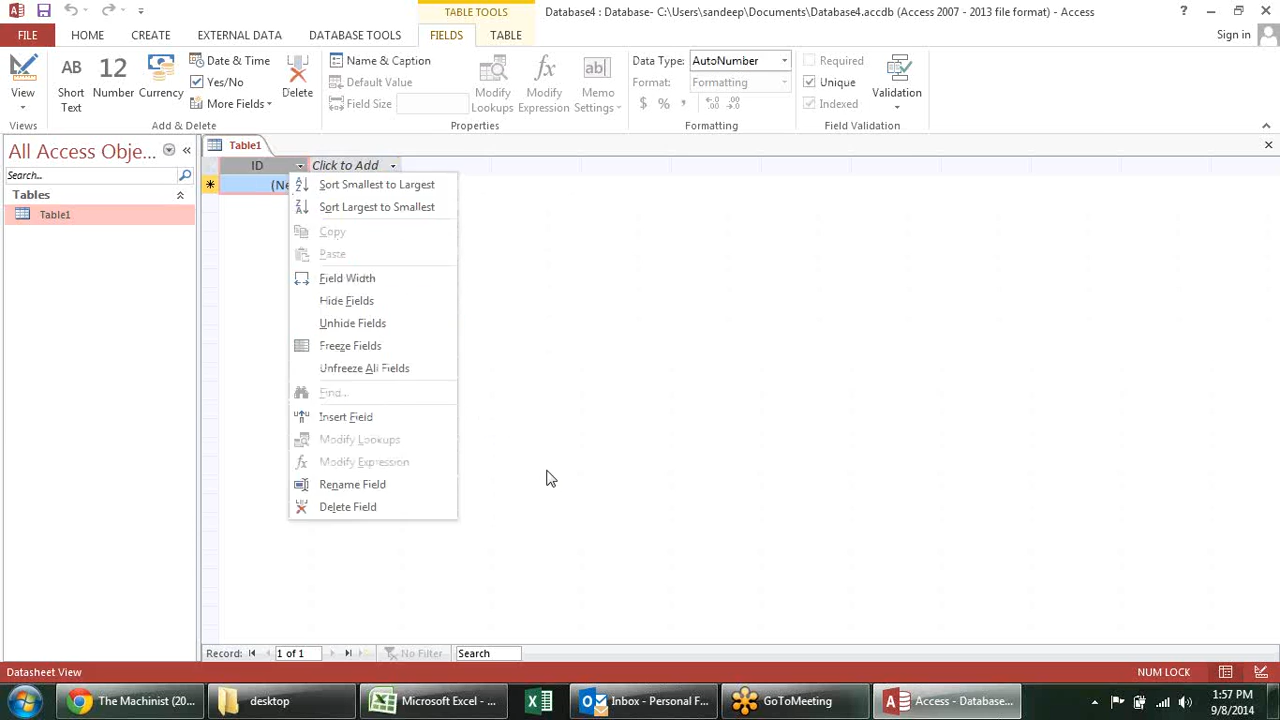 TABLE TOOLS
Database4 : Database- C:\Users\sandeep\Documents\Database4.accdb (Access 2007 - 2013 file format) - Access
FILE HOME CREATE EXTERNAL DATA DATABASE TOOLS FIELDS TABLE
Sign in
View
Views
AB Short Text
12 Number
Currency
Date & Time
Yes/No
More Fields
Delete
Add & Delete
Name & Caption
Default Value
Field Size
Modify Lookups
fx Modify Expression
ab Memo Settings
Properties
Data Type: AutoNumber
Format: Formatting
$ % ,
Formatting
Required
Unique
Indexed
Validation
Field Validation
All Access Obje...
Search...
Tables
Table1
Table1
ID Click to Add
(Ne
Sort Smallest to Largest
Sort Largest to Smallest
Copy
Paste
Field Width
Hide Fields
Unhide Fields
Freeze Fields
Unfreeze All Fields
Find...
Insert Field
Modify Lookups
Modify Expression
Rename Field
Delete Field
Record: 1 of 1 No Filter Search
Datasheet View
NUM LOCK
The Machinist (20...
desktop
Microsoft Excel - ...
Inbox - Personal F...
GoToMeeting
Access - Database...
1:57 PM
9/8/2014